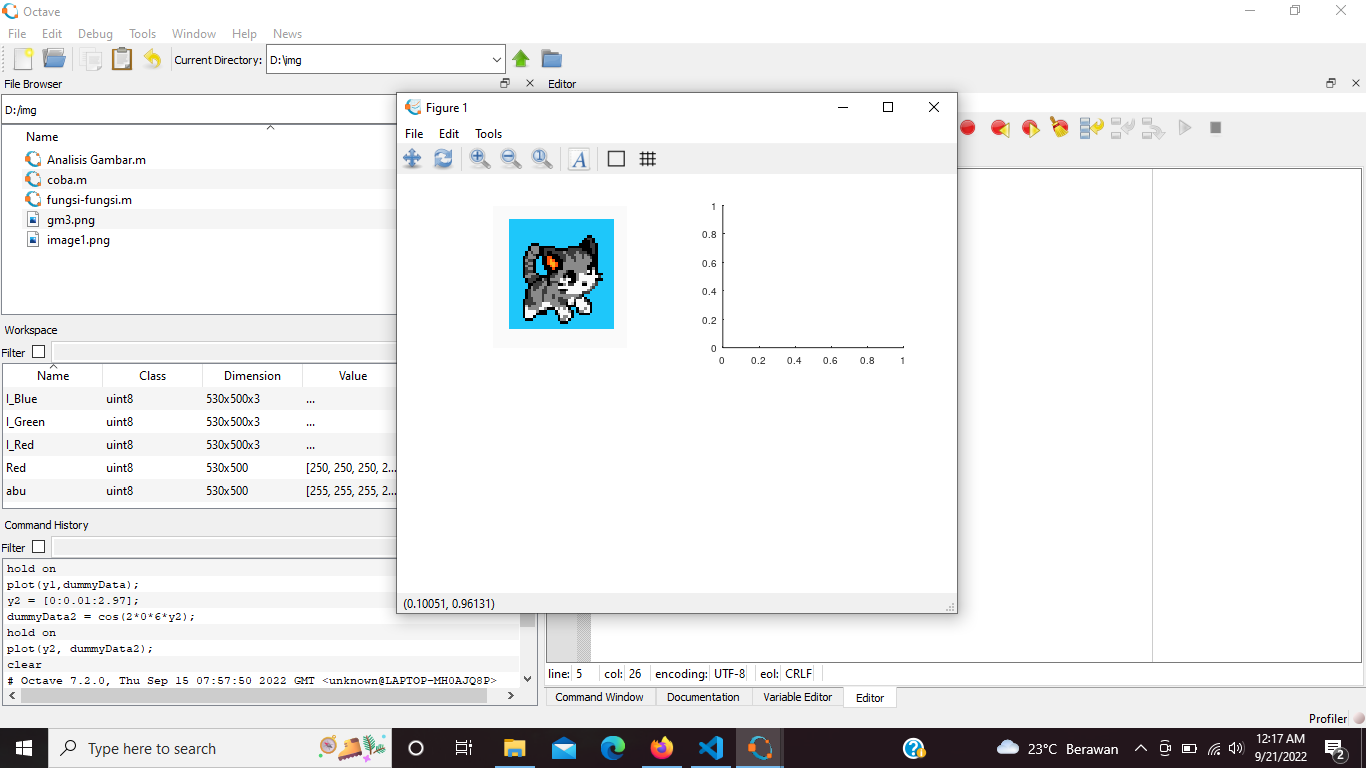 Octave
File Edit Debug Tools Window Help News
Current Directory: D:\img
File Browser
Editor
D:/img
Name
Analisis Gambar.m
coba.m
fungsi-fungsi.m
gm3.png
image1.png
Workspace
Filter
Name Class Dimension Value
I_Blue uint8 530x500x3 ...
I_Green uint8 530x500x3 ...
I_Red uint8 530x500x3 ...
Red uint8 530x500 [250, 250, 250, 2...
abu uint8 530x500 [255, 255, 255, 2...
Command History
Filter
hold on
plot(y1,dummyData);
y2 = [0:0.01:2.97];
dummyData2 = cos(2*0*6*y2);
hold on
plot(y2, dummyData2);
clear
# Octave 7.2.0, Thu Sep 15 07:57:50 2022 GMT <unknown@LAPTOP-MH0AJQ8P>
Figure 1
File Edit Tools
A
1
0.8
0.6
0.4
0.2
0
0 0.2 0.4 0.6 0.8 1
(0.10051, 0.96131)
line: 5 col: 26 encoding: UTF-8 eol: CRLF
Command Window Documentation Variable Editor Editor
Profiler
Type here to search
23°C Berawan
12:17 AM
9/21/2022
2